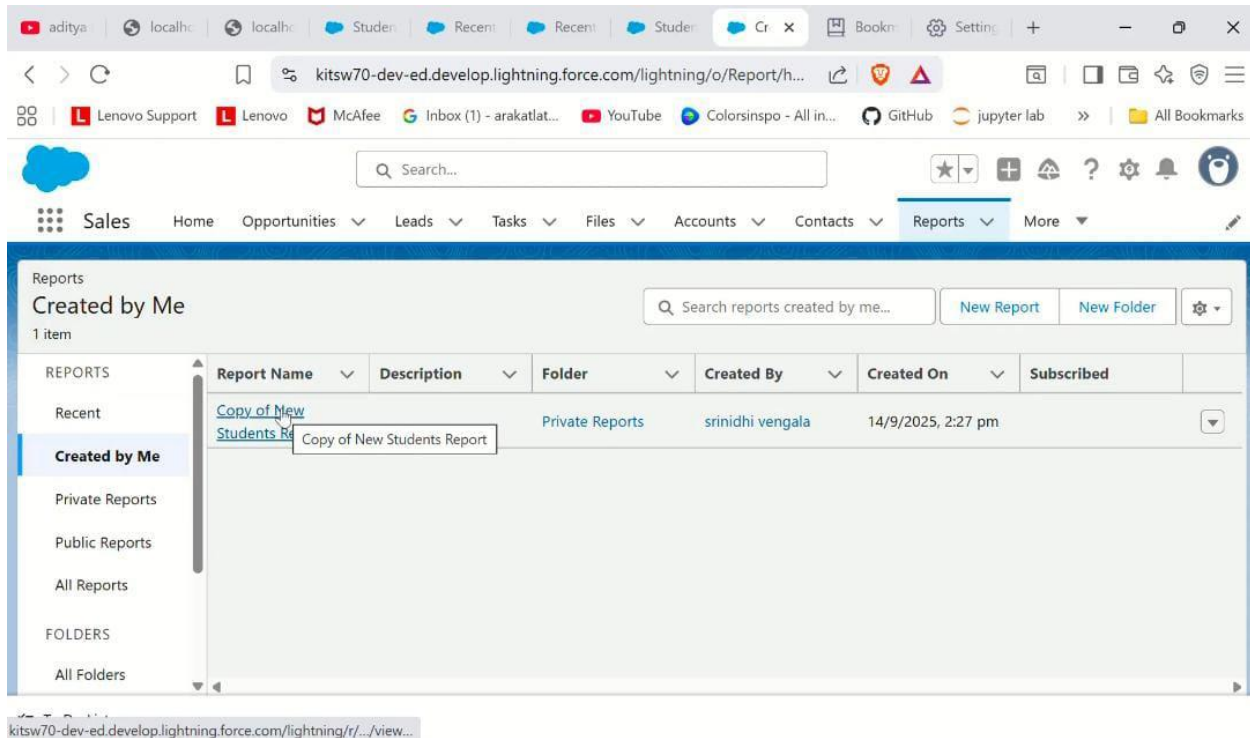 aditya localho localho Studen Recent Recent Studen Cr Bookm Setting
kitsw70-dev-ed.develop.lightning.force.com/lightning/o/Report/h...
Lenovo Support Lenovo McAfee Inbox (1) - arakatlat... YouTube Colorsinspo - All in... GitHub jupyter lab » All Bookmarks
Search...
Sales Home Opportunities Leads Tasks Files Accounts Contacts Reports More
Reports
Created by Me
1 item
Search reports created by me... New Report New Folder
REPORTS
Recent
Created by Me
Private Reports
Public Reports
All Reports
FOLDERS
All Folders
Report Name Description Folder Created By Created On Subscribed
Copy of New
Students Private Reports srinidhi vengala 14/9/2025, 2:27 pm
Copy of New Students Report
kitsw70-dev-ed.develop.lightning.force.com/lightning/r/.../view...